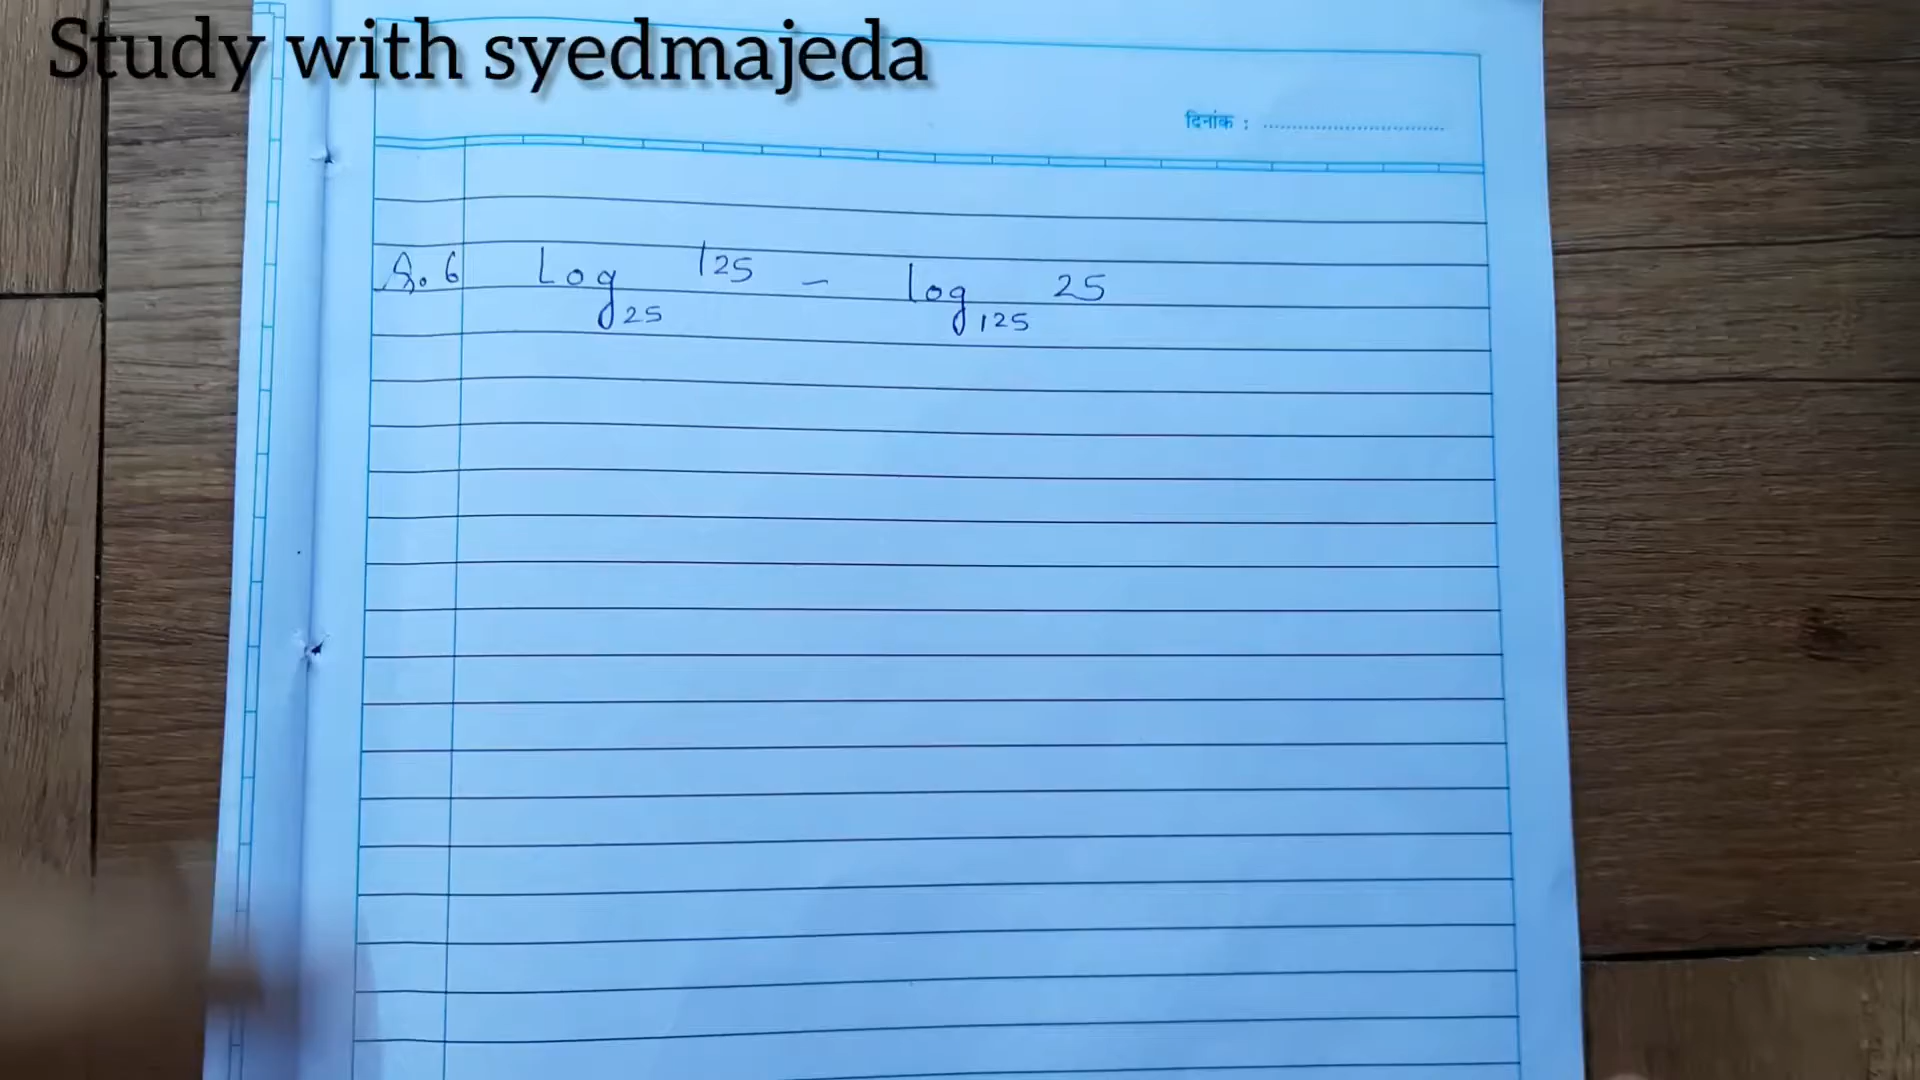 Study with syedmajeda
दिनांक :
Q. 6 Log₂₅ 125 – log₁₂₅ 25